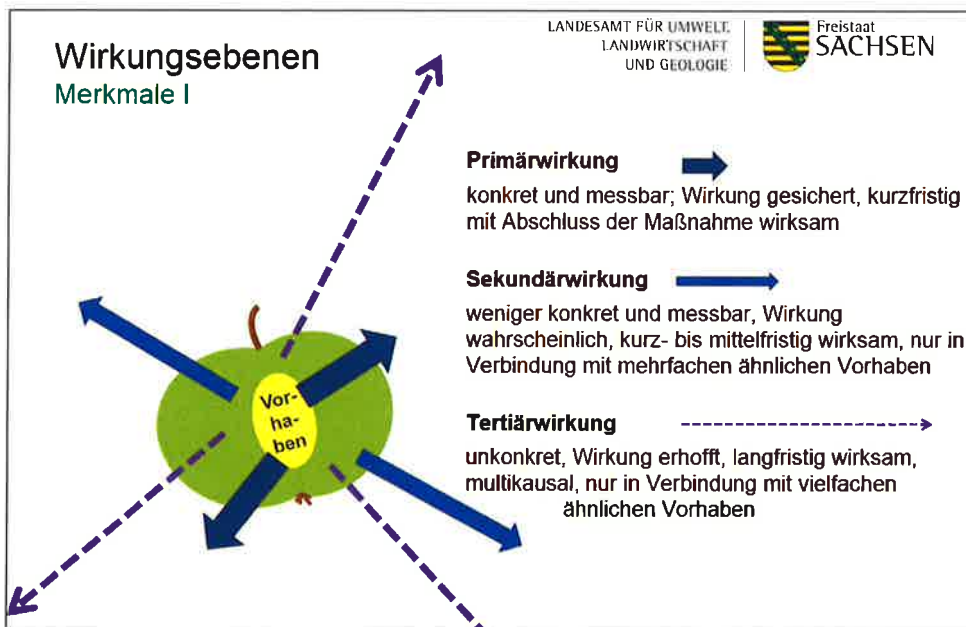 Wirkungsebenen
Merkmale I
LANDESAMT FÜR UMWELT,
LANDWIRTSCHAFT
UND GEOLOGIE
Freistaat
SACHSEN
Primärwirkung
konkret und messbar; Wirkung gesichert, kurzfristig
mit Abschluss der Maßnahme wirksam
Sekundärwirkung
weniger konkret und messbar, Wirkung
wahrscheinlich, kurz- bis mittelfristig wirksam, nur in
Verbindung mit mehrfachen ähnlichen Vorhaben
Tertiärwirkung
unkonkret, Wirkung erhofft, langfristig wirksam,
multikausal, nur in Verbindung mit vielfachen
ähnlichen Vorhaben
Vor-
ha-
ben